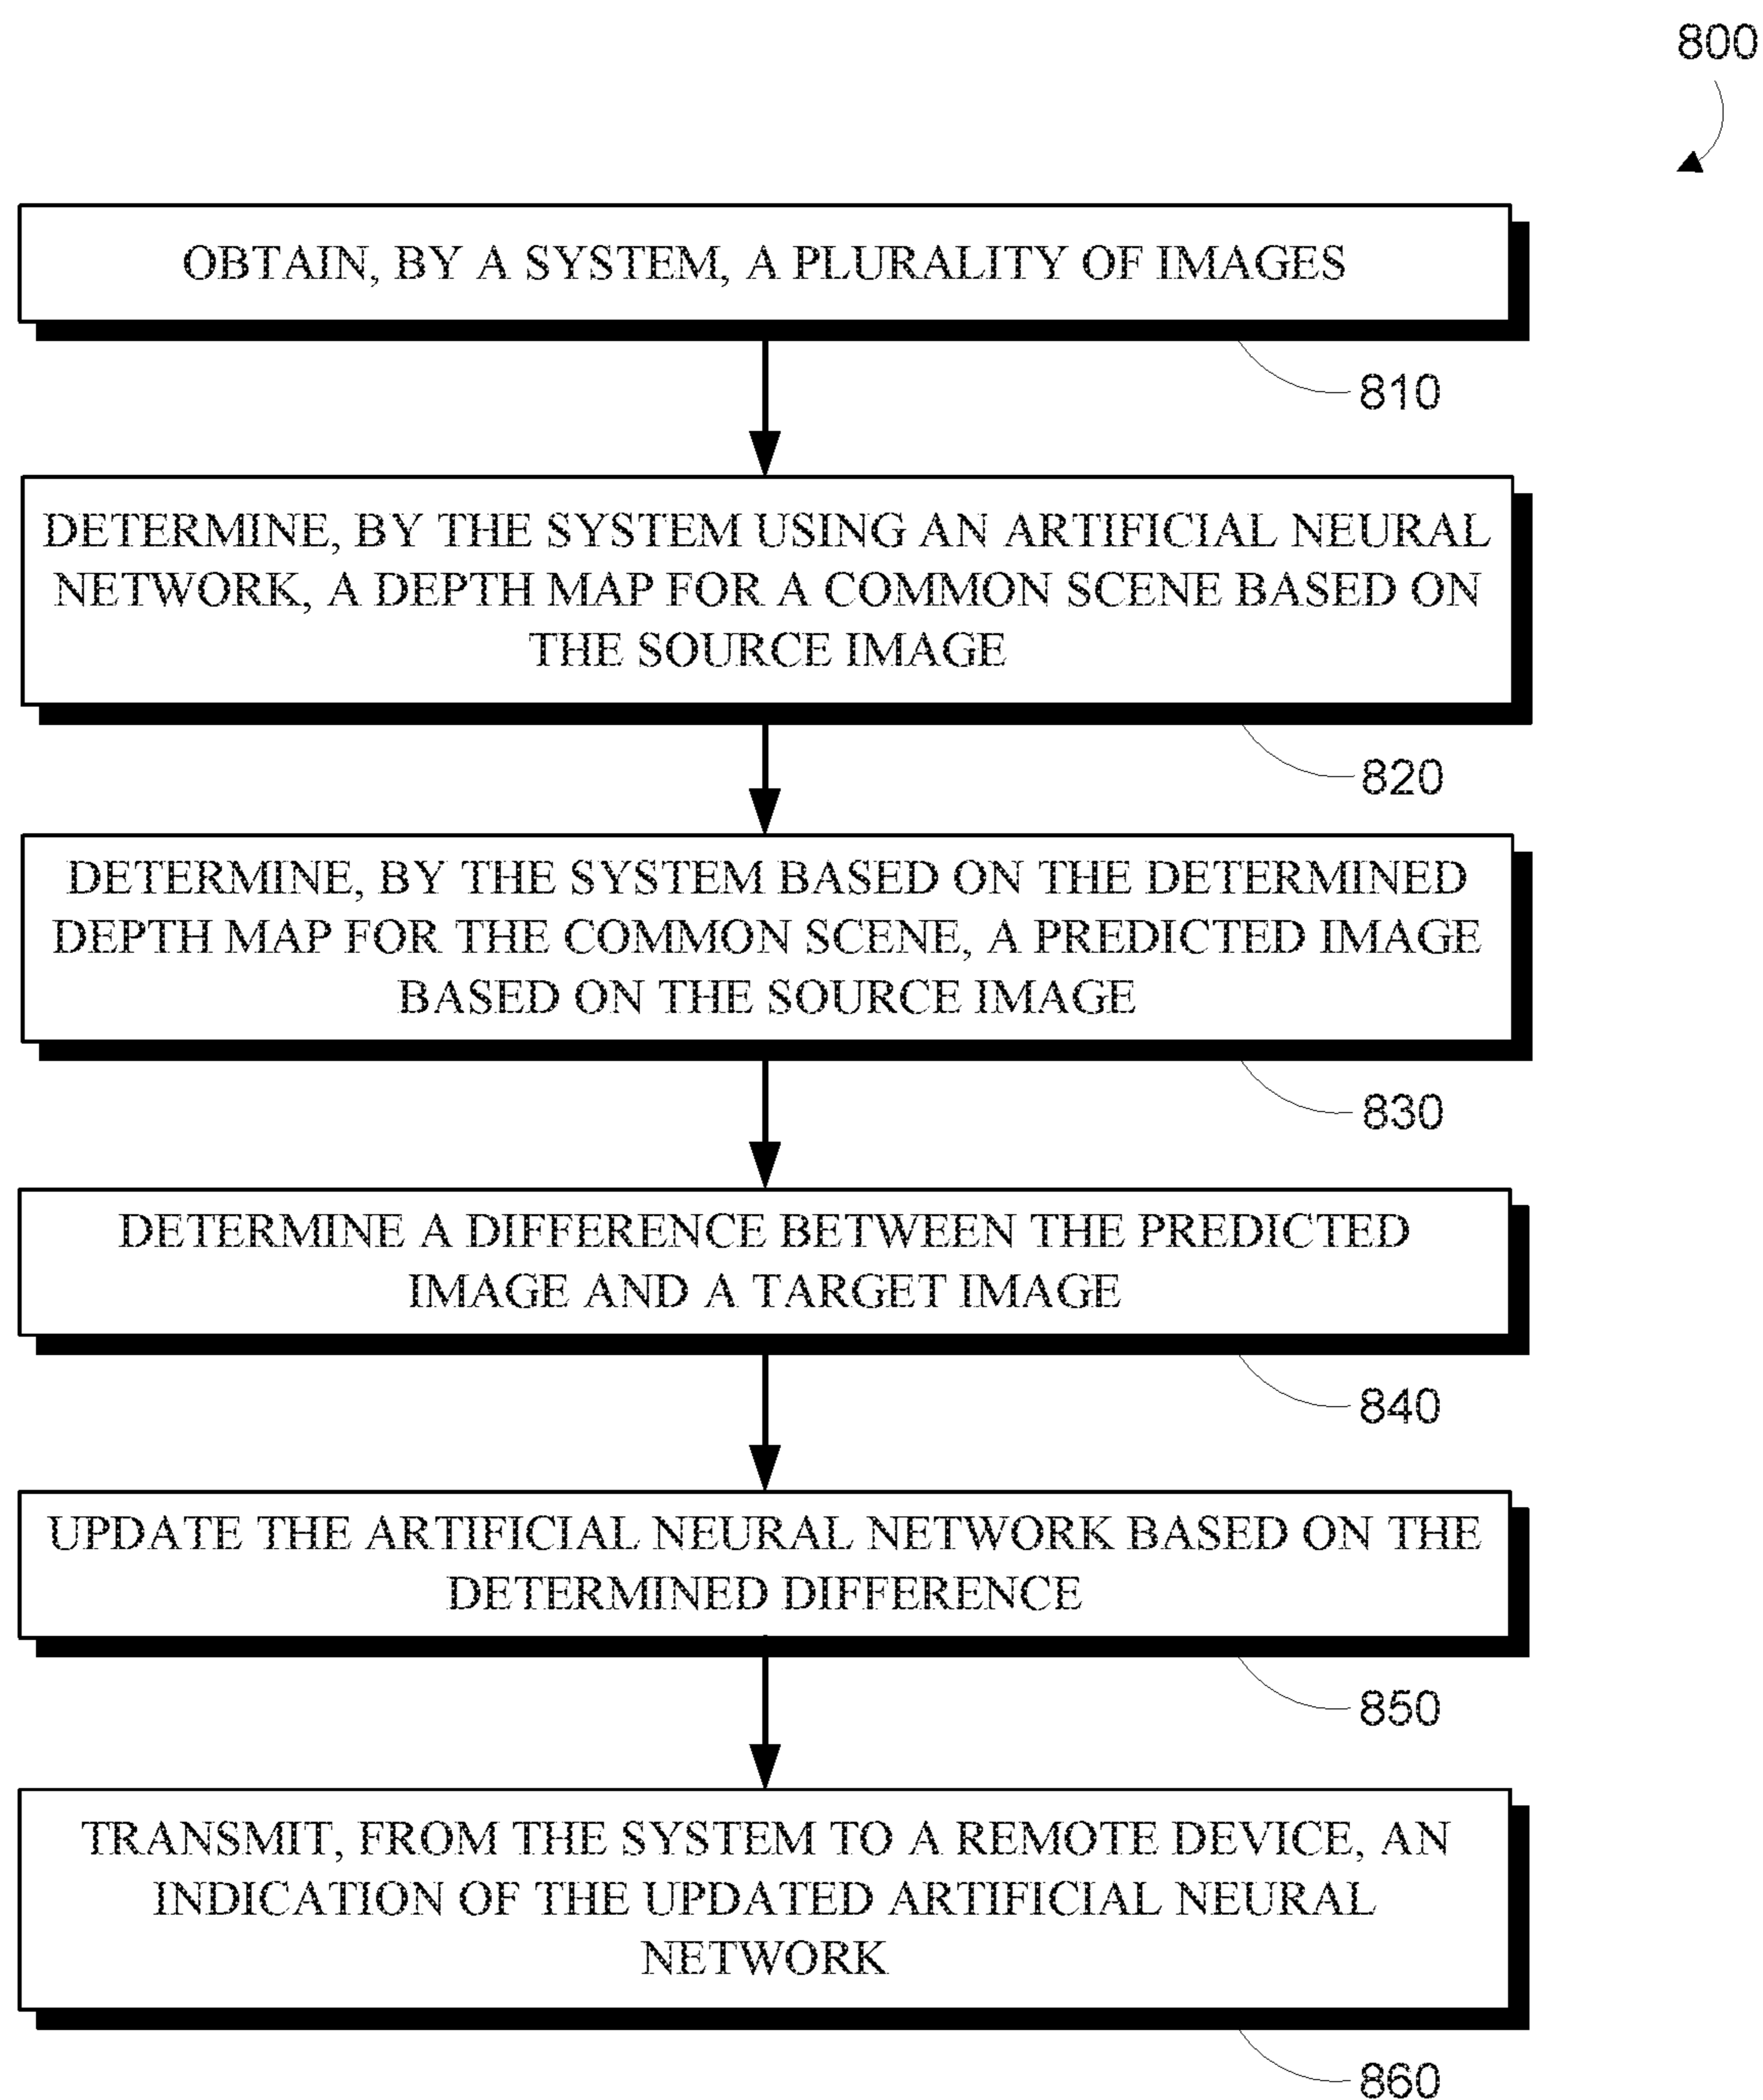 800
OBTAIN, BY A SYSTEM, A PLURALITY OF IMAGES
810
DETERMINE, BY THE SYSTEM USING AN ARTIFICIAL NEURAL
NETWORK, A DEPTH MAP FOR A COMMON SCENE BASED ON
THE SOURCE IMAGE
820
DETERMINE, BY THE SYSTEM BASED ON THE DETERMINED
DEPTH MAP FOR THE COMMON SCENE, A PREDICTED IMAGE
BASED ON THE SOURCE IMAGE
830
DETERMINE A DIFFERENCE BETWEEN THE PREDICTED
IMAGE AND A TARGET IMAGE
840
UPDATE THE ARTIFICIAL NEURAL NETWORK BASED ON THE
DETERMINED DIFFERENCE
850
TRANSMIT, FROM THE SYSTEM TO A REMOTE DEVICE, AN
INDICATION OF THE UPDATED ARTIFICIAL NEURAL
NETWORK
860